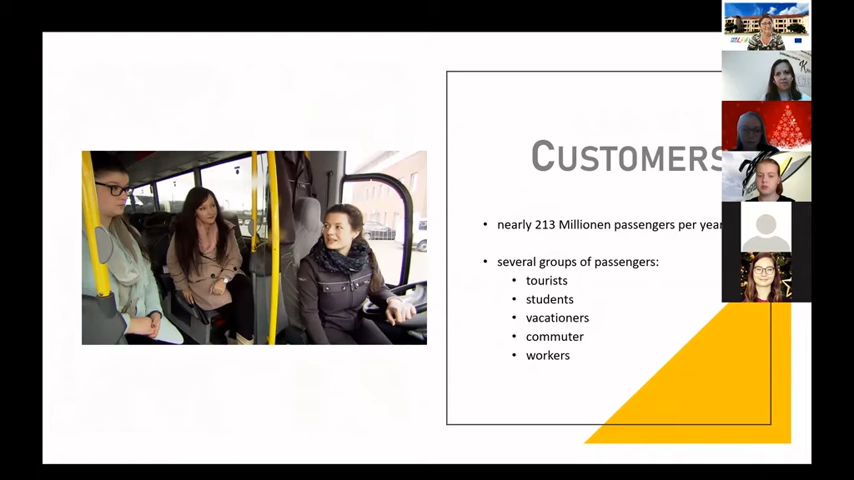 CUSTOMERS
• nearly 213 Millionen passengers per year
• several groups of passengers:
• tourists
• students
• vacationers
• commuter
• workers